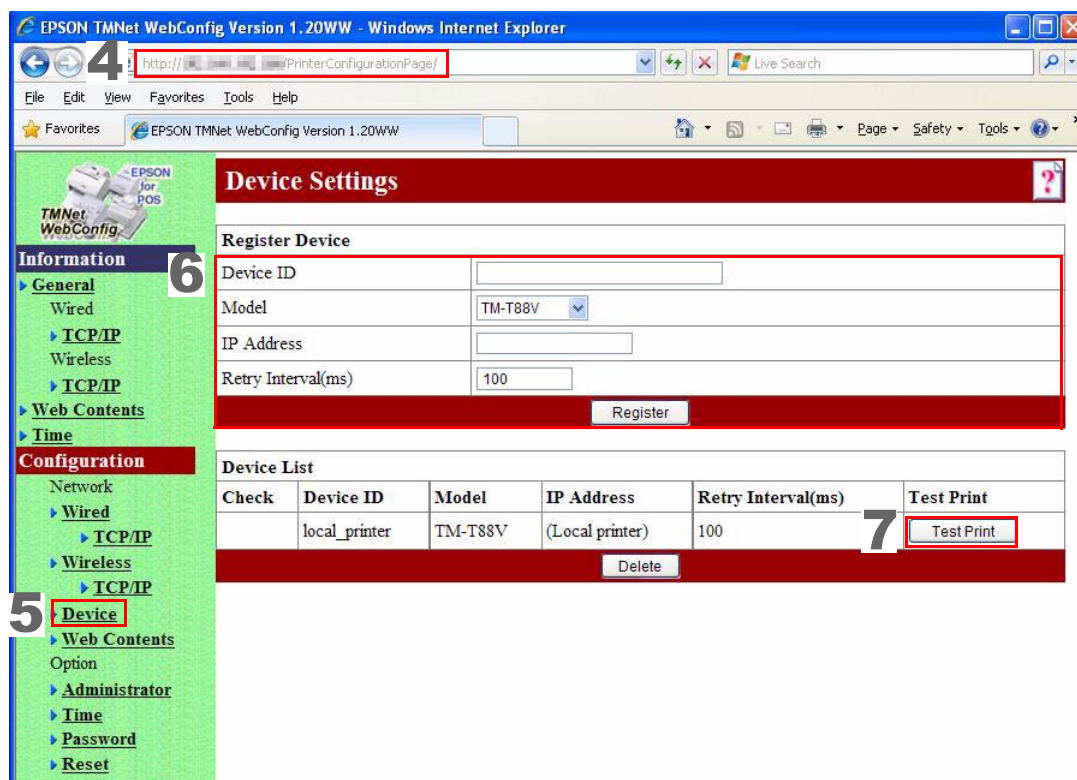 EPSON TMNet WebConfig Version 1.20WW - Windows Internet Explorer
4
http:// /PrinterConfigurationPage/
Live Search
File Edit View Favorites Tools Help
Favorites
EPSON TMNet WebConfig Version 1.20WW
Page Safety Tools
EPSON
for
POS
TMNet
WebConfig
Information
General
Wired
TCP/IP
Wireless
TCP/IP
Web Contents
Time
Configuration
Network
Wired
TCP/IP
Wireless
TCP/IP
5
Device
Web Contents
Option
Administrator
Time
Password
Reset
Device Settings
?
Register Device
6
Device ID
Model TM-T88V
IP Address
Retry Interval(ms) 100
Register
Device List
Check Device ID Model IP Address Retry Interval(ms) Test Print
local_printer TM-T88V (Local printer) 100 7 Test Print
Delete